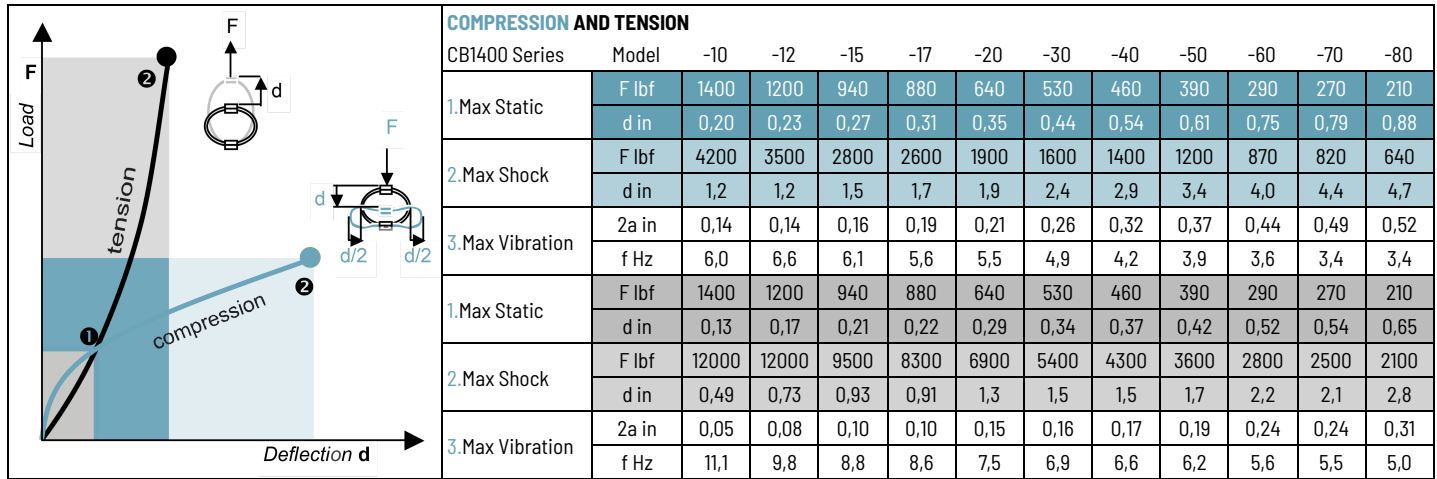 F
Load
tension
compression
❶
❷
❷
Deflection d
F
d
F
d
d/2 d/2
COMPRESSION AND TENSION
CB1400 Series Model -10 -12 -15 -17 -20 -30 -40 -50 -60 -70 -80
1.Max Static F lbf 1400 1200 940 880 640 530 460 390 290 270 210
d in 0,20 0,23 0,27 0,31 0,35 0,44 0,54 0,61 0,75 0,79 0,88
2.Max Shock F lbf 4200 3500 2800 2600 1900 1600 1400 1200 870 820 640
d in 1,2 1,2 1,5 1,7 1,9 2,4 2,9 3,4 4,0 4,4 4,7
3.Max Vibration 2a in 0,14 0,14 0,16 0,19 0,21 0,26 0,32 0,37 0,44 0,49 0,52
f Hz 6,0 6,6 6,1 5,6 5,5 4,9 4,2 3,9 3,6 3,4 3,4
1.Max Static F lbf 1400 1200 940 880 640 530 460 390 290 270 210
d in 0,13 0,17 0,21 0,22 0,29 0,34 0,37 0,42 0,52 0,54 0,65
2.Max Shock F lbf 12000 12000 9500 8300 6900 5400 4300 3600 2800 2500 2100
d in 0,49 0,73 0,93 0,91 1,3 1,5 1,5 1,7 2,2 2,1 2,8
3.Max Vibration 2a in 0,05 0,08 0,10 0,10 0,15 0,16 0,17 0,19 0,24 0,24 0,31
f Hz 11,1 9,8 8,8 8,6 7,5 6,9 6,6 6,2 5,6 5,5 5,0